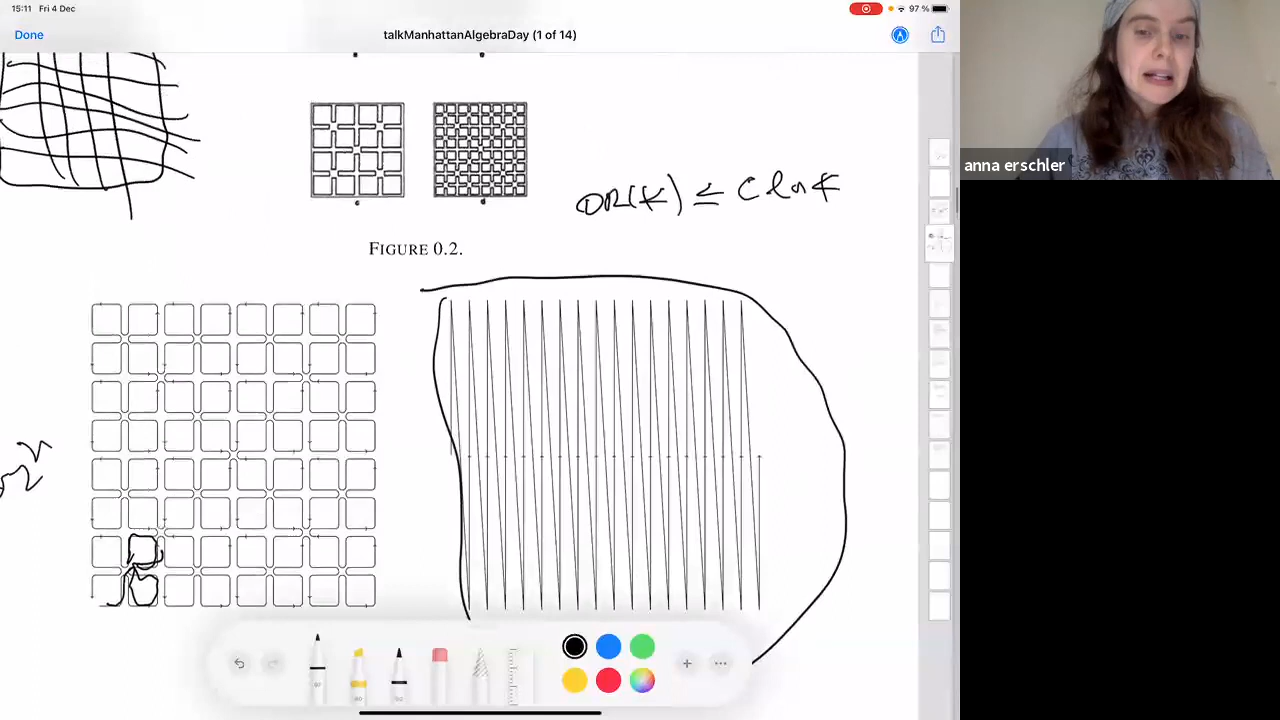 15:11 Fri 4 Dec
97 %
Done
talkManhattanAlgebraDay (1 of 14)
anna erschler
OR(k) ≤ C ln k
FIGURE 0.2.